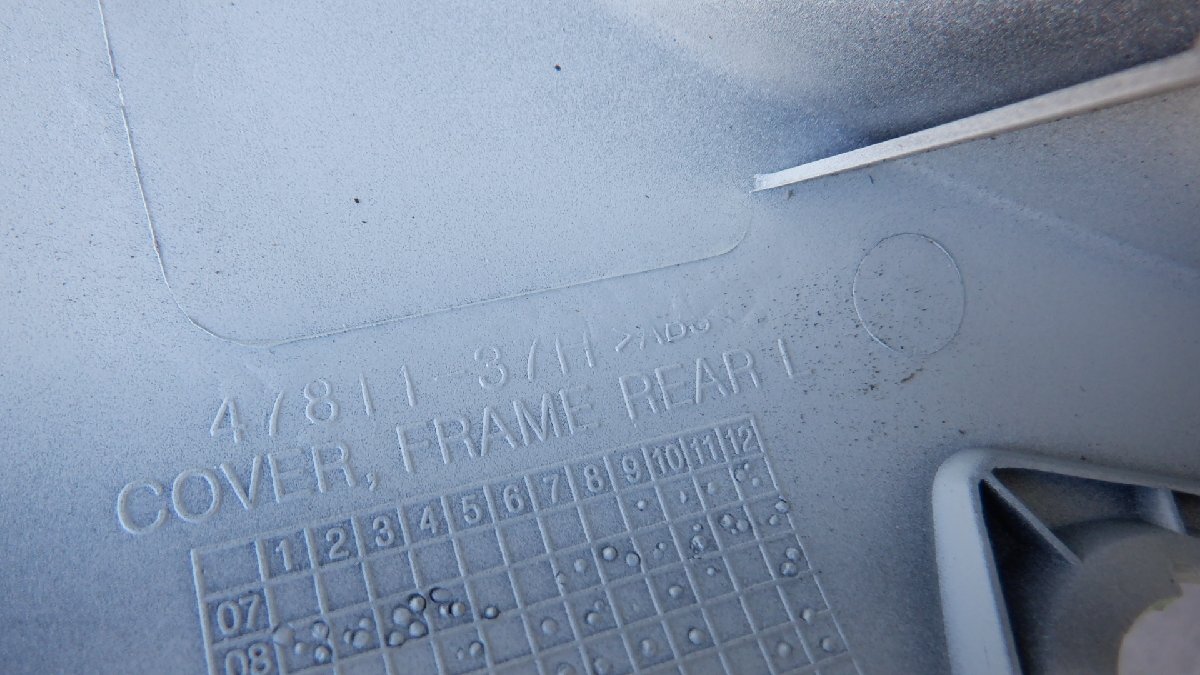 47811-37H >ABS<
COVER, FRAME REAR L
1 2 3 4 5 6 7 8 9 10 11 12
07
08